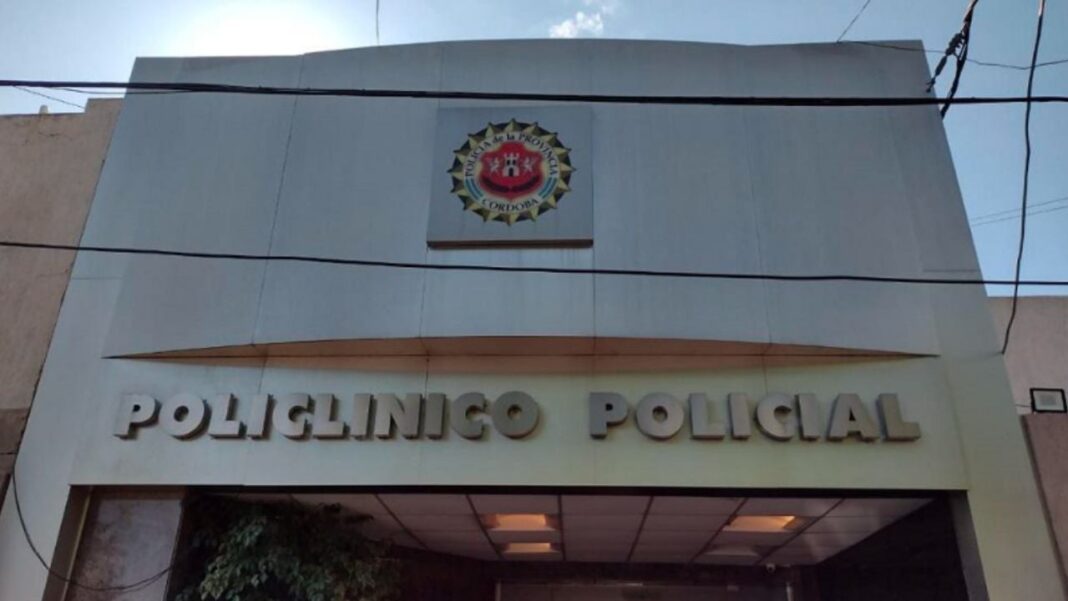 POLICIA de la PROVINCIA
CORDOBA
POLICLINICO POLICIAL